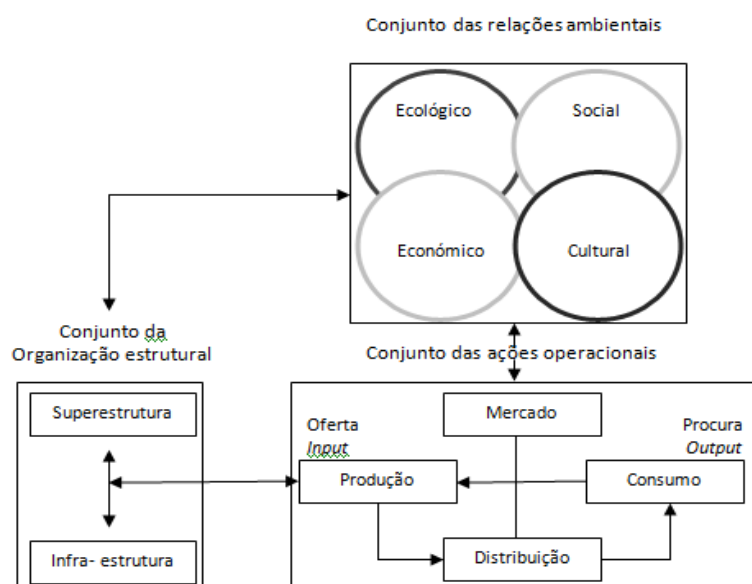 Conjunto das relações ambientais
Ecológico
Social
Económico
Cultural
Conjunto da
Organização estrutural
Conjunto das ações operacionais
Superestrutura
Infra- estrutura
Oferta
Input
Mercado
Procura
Output
Produção
Consumo
Distribuição